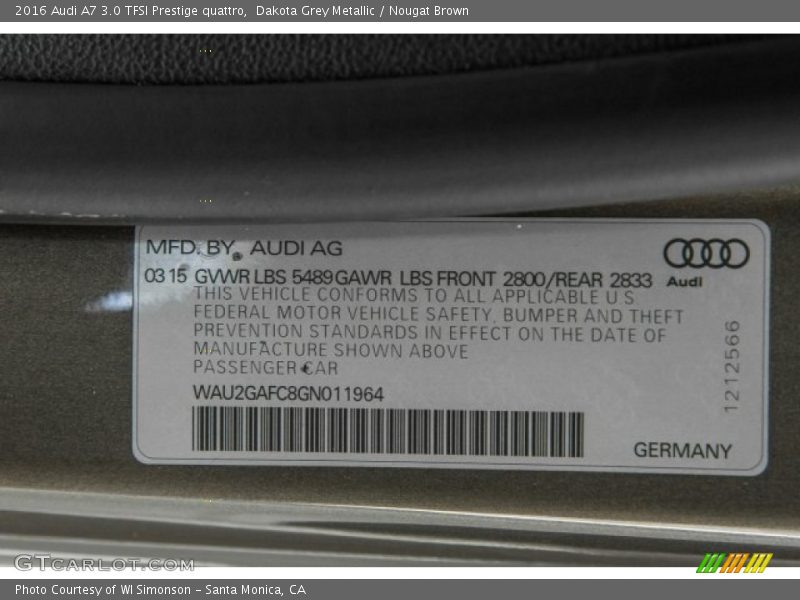 2016 Audi A7 3.0 TFSI Prestige quattro, Dakota Grey Metallic / Nougat Brown
MFD. BY. AUDI AG
03 15 GVWR LBS 5489 GAWR LBS FRONT 2800/REAR 2833
Audi
THIS VEHICLE CONFORMS TO ALL APPLICABLE U S
FEDERAL MOTOR VEHICLE SAFETY, BUMPER AND THEFT
PREVENTION STANDARDS IN EFFECT ON THE DATE OF
MANUFACTURE SHOWN ABOVE
PASSENGER CAR
1212566
WAU2GAFC8GN011964
GERMANY
GTCARLOT.COM
Photo Courtesy of WI Simonson - Santa Monica, CA